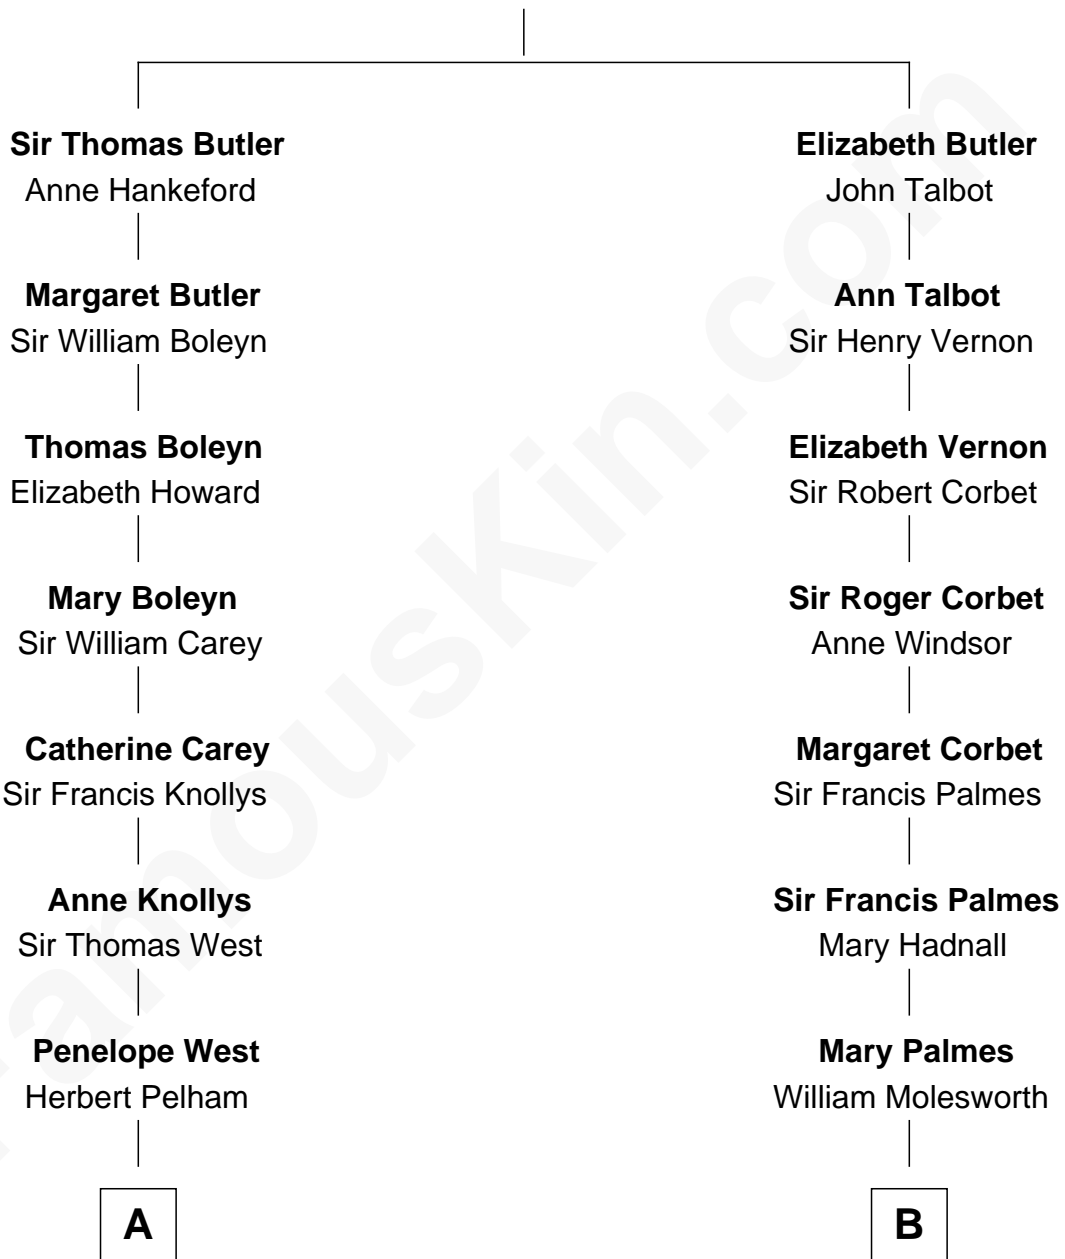 Sir Thomas Butler
Anne Hankeford
Margaret Butler
Sir William Boleyn
Thomas Boleyn
Elizabeth Howard
Mary Boleyn
Sir William Carey
Catherine Carey
Sir Francis Knollys
Anne Knollys
Sir Thomas West
Penelope West
Herbert Pelham
A
Elizabeth Butler
John Talbot
Ann Talbot
Sir Henry Vernon
Elizabeth Vernon
Sir Robert Corbet
Sir Roger Corbet
Anne Windsor
Margaret Corbet
Sir Francis Palmes
Sir Francis Palmes
Mary Hadnall
Mary Palmes
William Molesworth
B
FamousKin.com